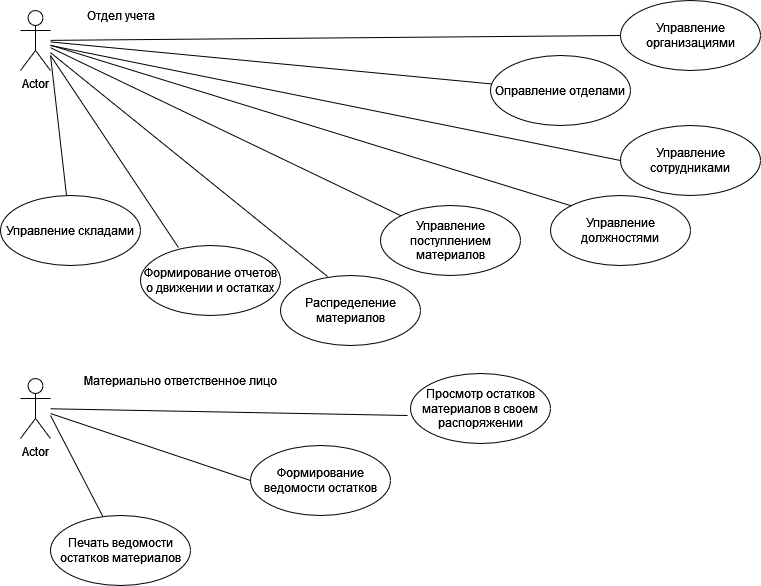 Отдел учета
Actor
Управление
организациями
Оправление отделами
Управление
сотрудниками
Управление
должностями
Управление
поступлением
материалов
Управление складами
Формирование отчетов
о движении и остатках
Распределение
материалов
Материально ответственное лицо
Actor
Просмотр остатков
материалов в своем
распоряжении
Формирование
ведомости остатков
Печать ведомости
остатков материалов